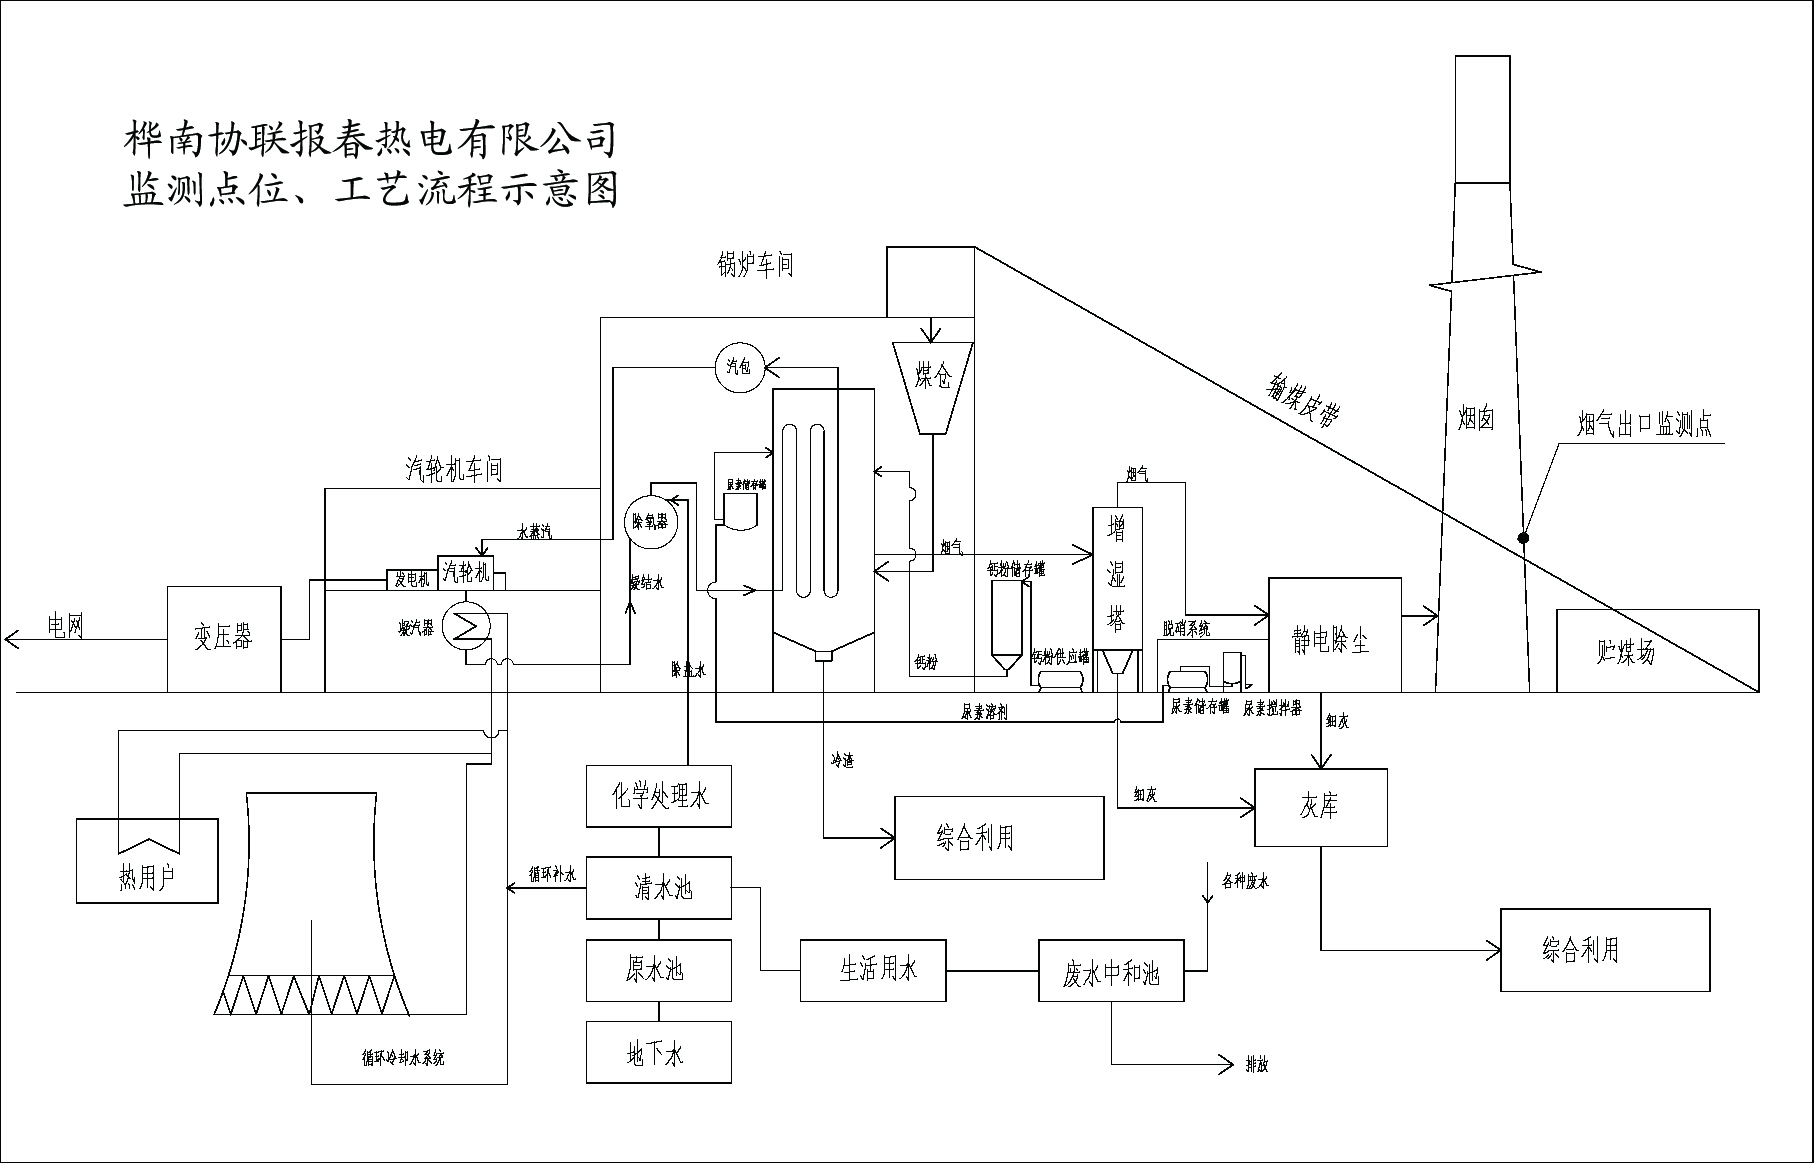 桦南协联报春热电有限公司
监测点位、工艺流程示意图
锅炉车间
汽包
煤仓
输煤皮带
烟囱
烟气出口监测点
汽轮机车间
烟气
尿素储存罐
除氧器
水蒸汽
增湿塔
烟气
发电机
汽轮机
凝结水
钙粉储存罐
电网
变压器
凝汽器
脱硝系统
静电除尘
贮煤场
除盐水
钙粉
钙粉供应罐
尿素溶剂
尿素储存罐
尿素搅拌器
细灰
冷渣
化学处理水
细灰
灰库
综合利用
热用户
循环补水
清水池
各种废水
综合利用
原水池
生活用水
废水中和池
循环冷却水系统
地下水
排放